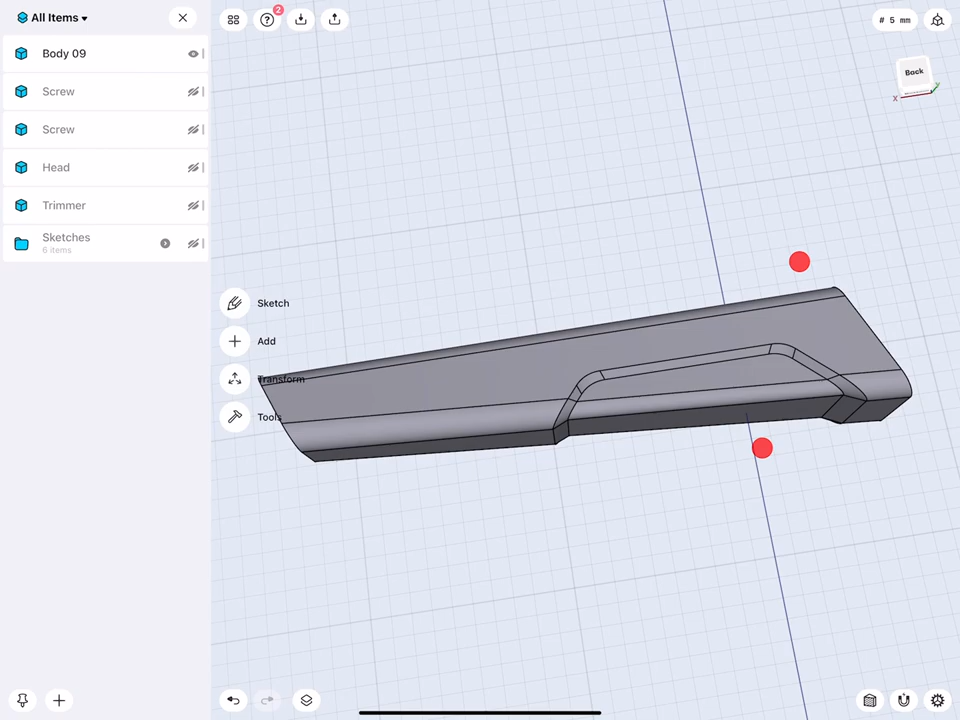 All Items
2
# 5 mm
Body 09
Screw
Screw
Head
Trimmer
Sketches
6 items
Back
X
Y
Sketch
Add
Transform
Tools